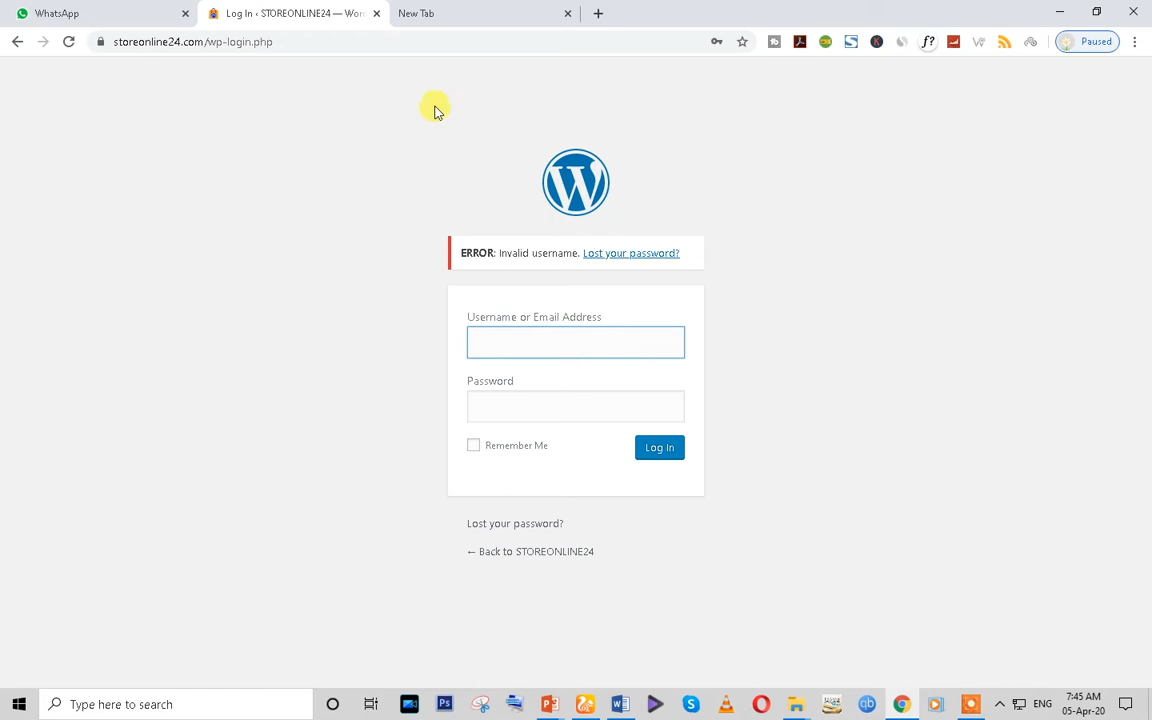 WhatsApp
Log In ‹ STOREONLINE24 — Wor
New Tab
storeonline24.com/wp-login.php
f?
Paused
ERROR: Invalid username. Lost your password?
Username or Email Address
Password
Remember Me
Log In
Lost your password?
← Back to STOREONLINE24
Type here to search
Ps
qb
ENG
7:45 AM
05-Apr-20